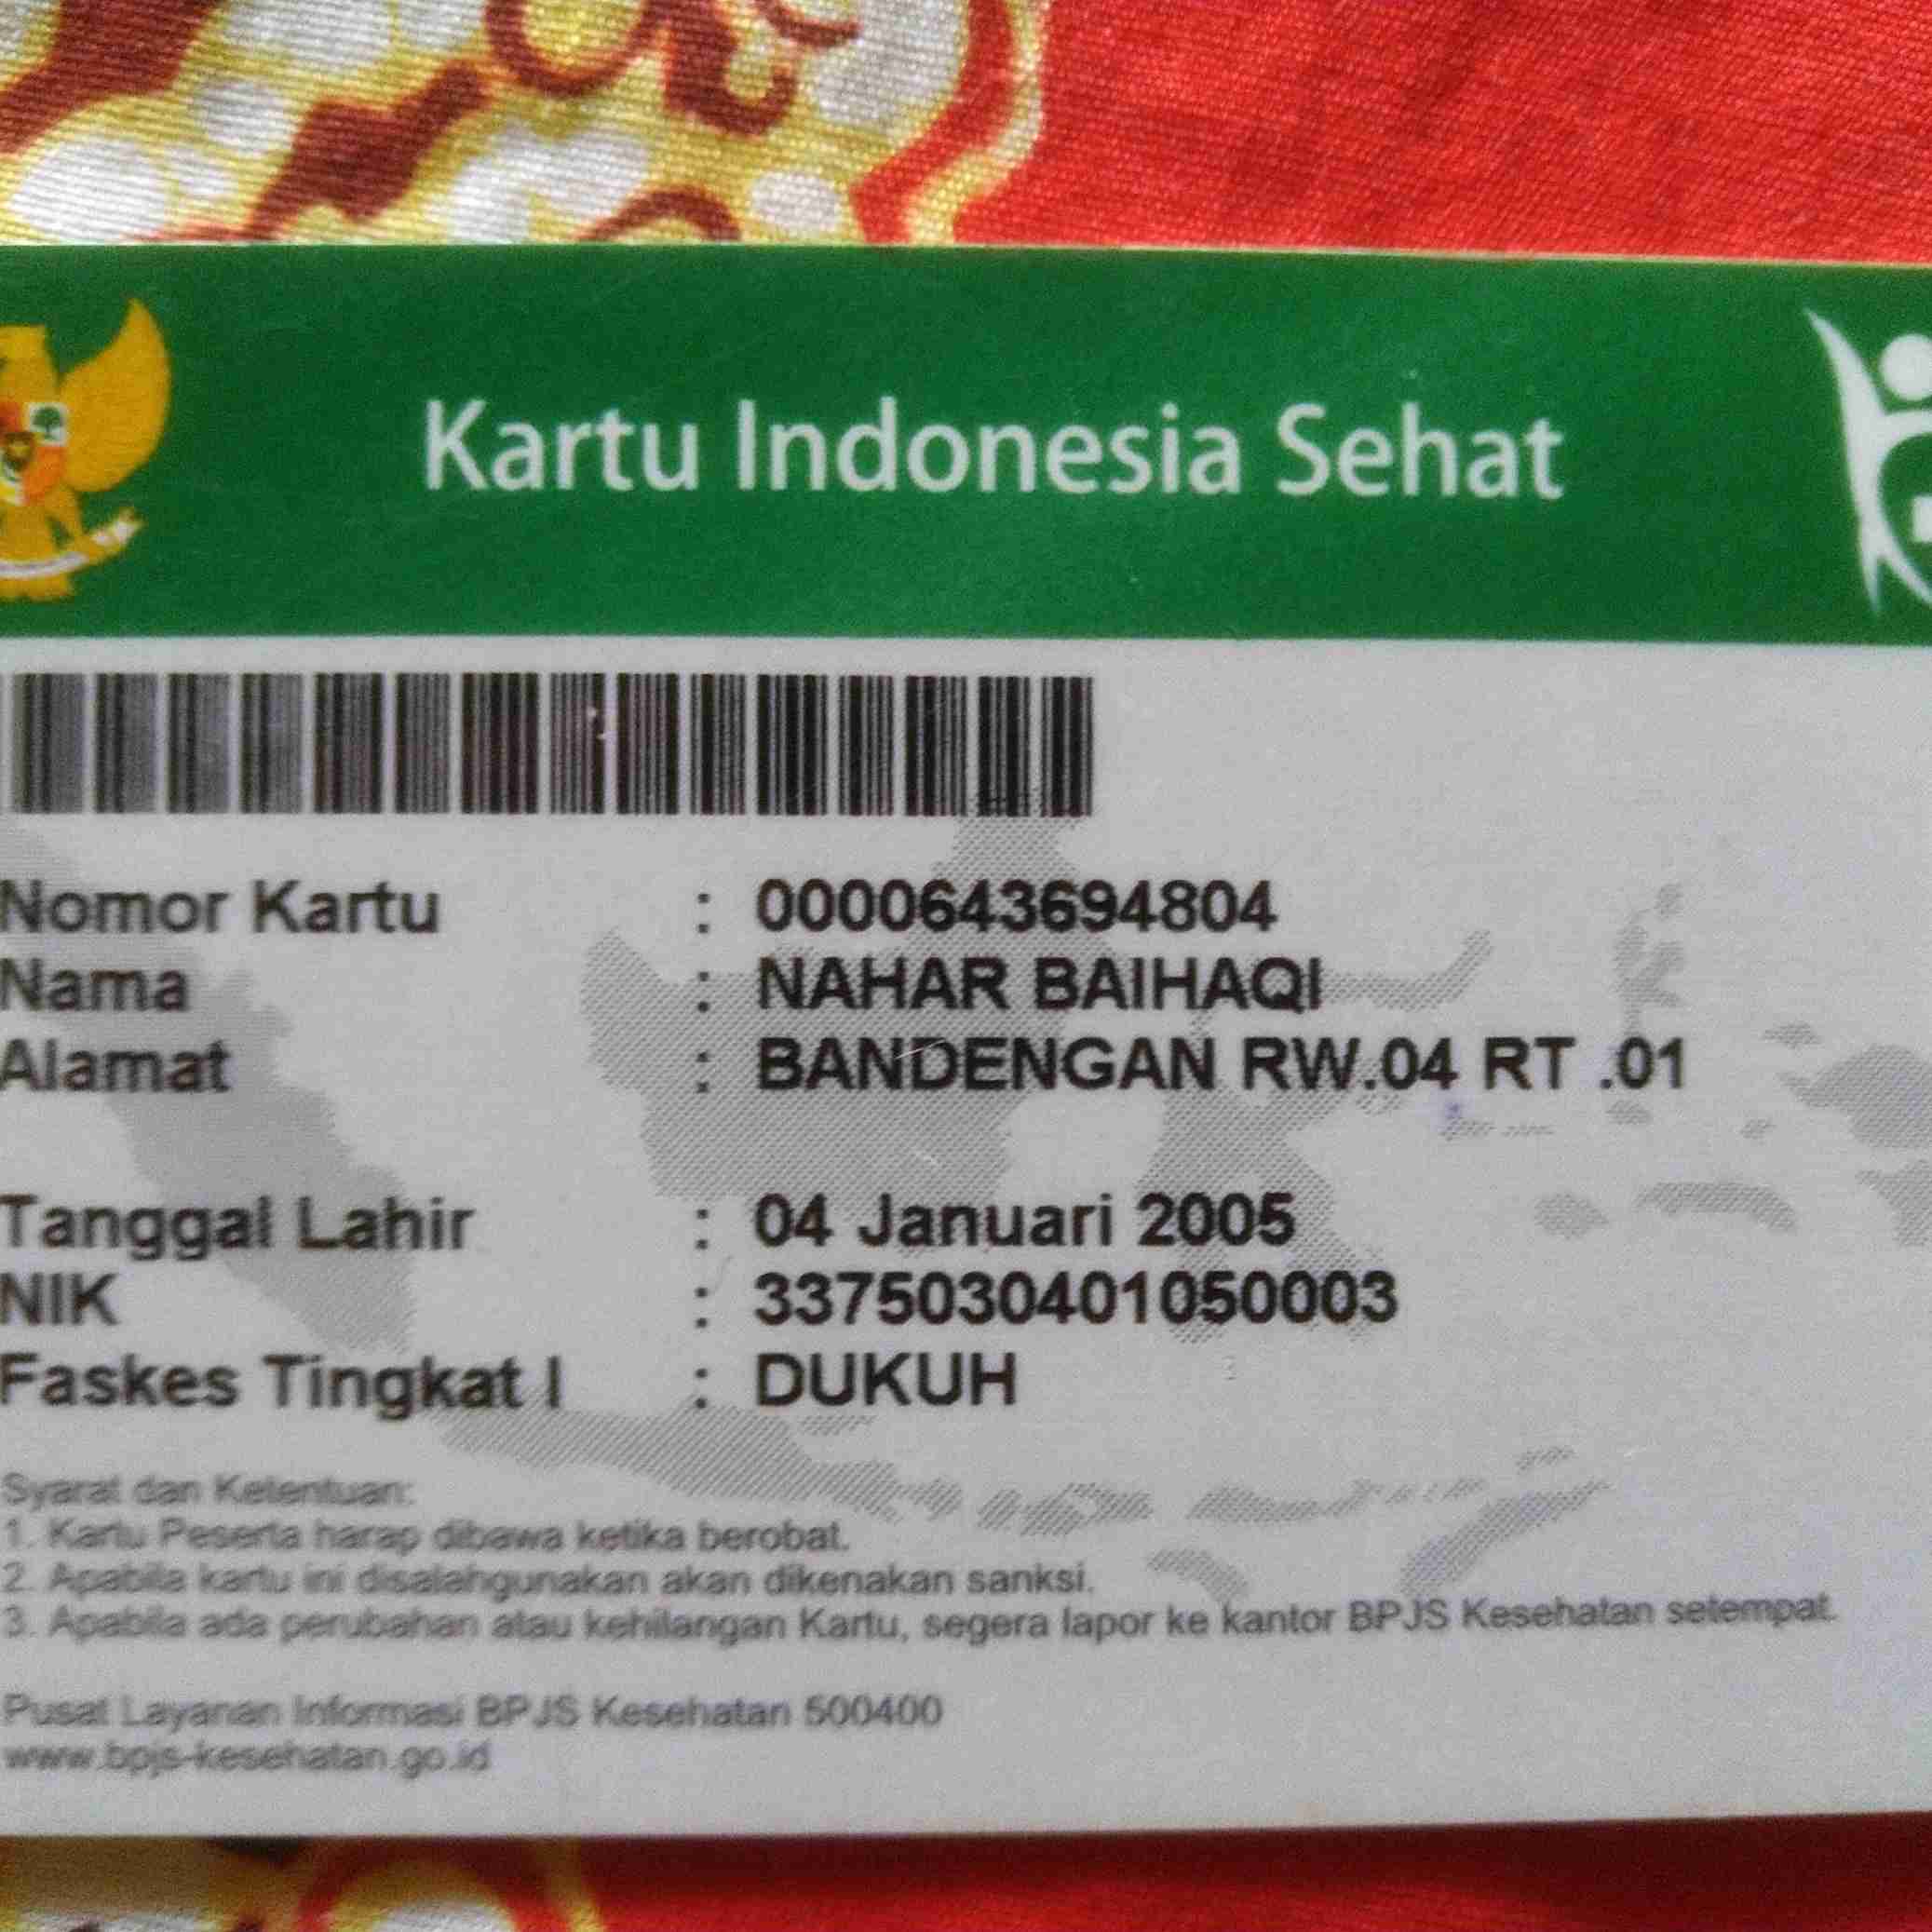 Kartu Indonesia Sehat
Nomor Kartu : 0000643694804
Nama : NAHAR BAIHAQI
Alamat : BANDENGAN RW.04 RT .01
Tanggal Lahir : 04 Januari 2005
NIK : 3375030401050003
Faskes Tingkat I : DUKUH
Syarat dan Ketentuan:
1. Kartu Peserta harap dibawa ketika berobat.
2. Apabila kartu ini disalahgunakan akan dikenakan sanksi.
3. Apabila ada perubahan atau kehilangan Kartu, segera lapor ke kantor BPJS Kesehatan setempat.
Pusat Layanan Informasi BPJS Kesehatan 500400
www.bpjs-kesehatan.go.id